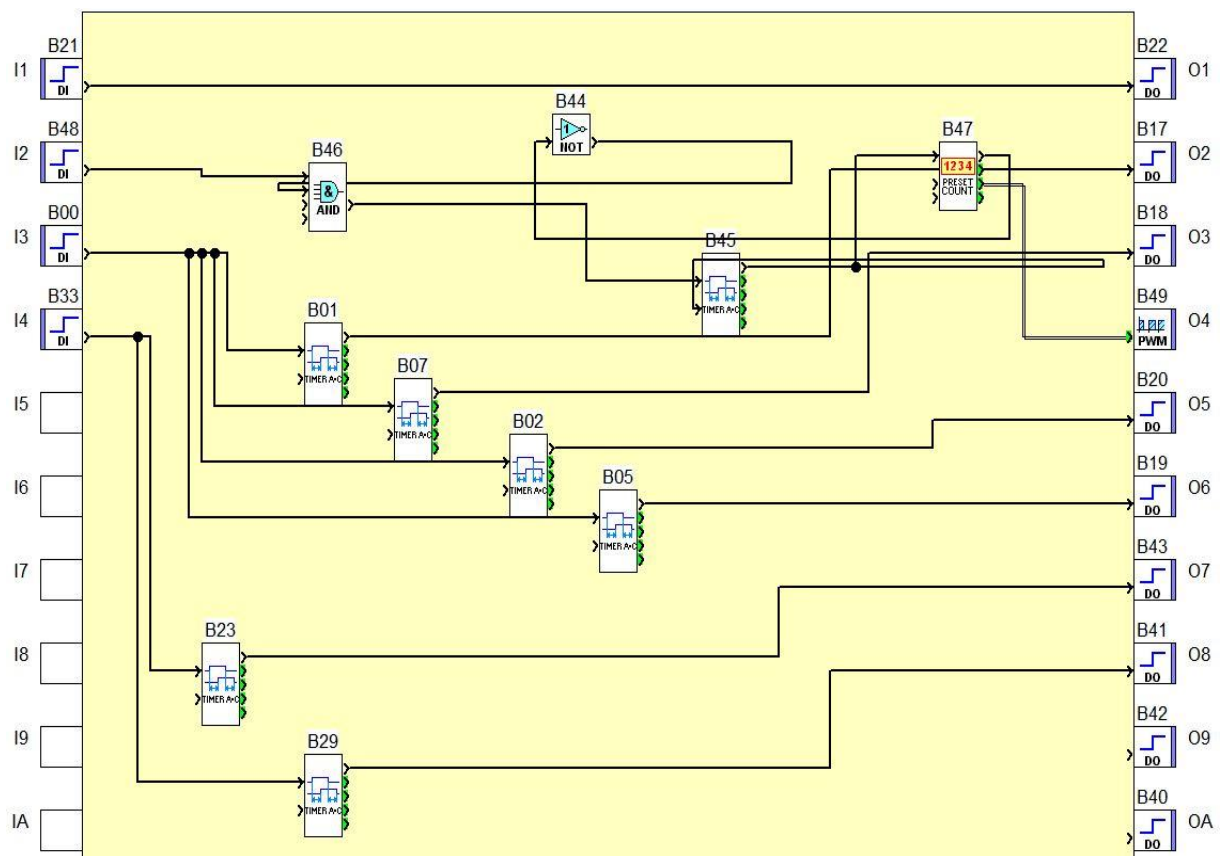 B21
I1
DI
B22
O1
DO
B48
I2
DI
B44
1
NOT
B46
&
AND
B47
1234
PRESET
COUNT
B17
O2
DO
B00
I3
DI
B45
TIMER A•C
B18
O3
DO
B33
I4
DI
B01
TIMER A•C
B49
O4
PWM
B07
TIMER A•C
I5
B20
O5
DO
B02
TIMER A•C
I6
B05
TIMER A•C
B19
O6
DO
I7
B43
O7
DO
I8
B23
TIMER A•C
B41
O8
DO
I9
B29
TIMER A•C
B42
O9
DO
IA
B40
OA
DO